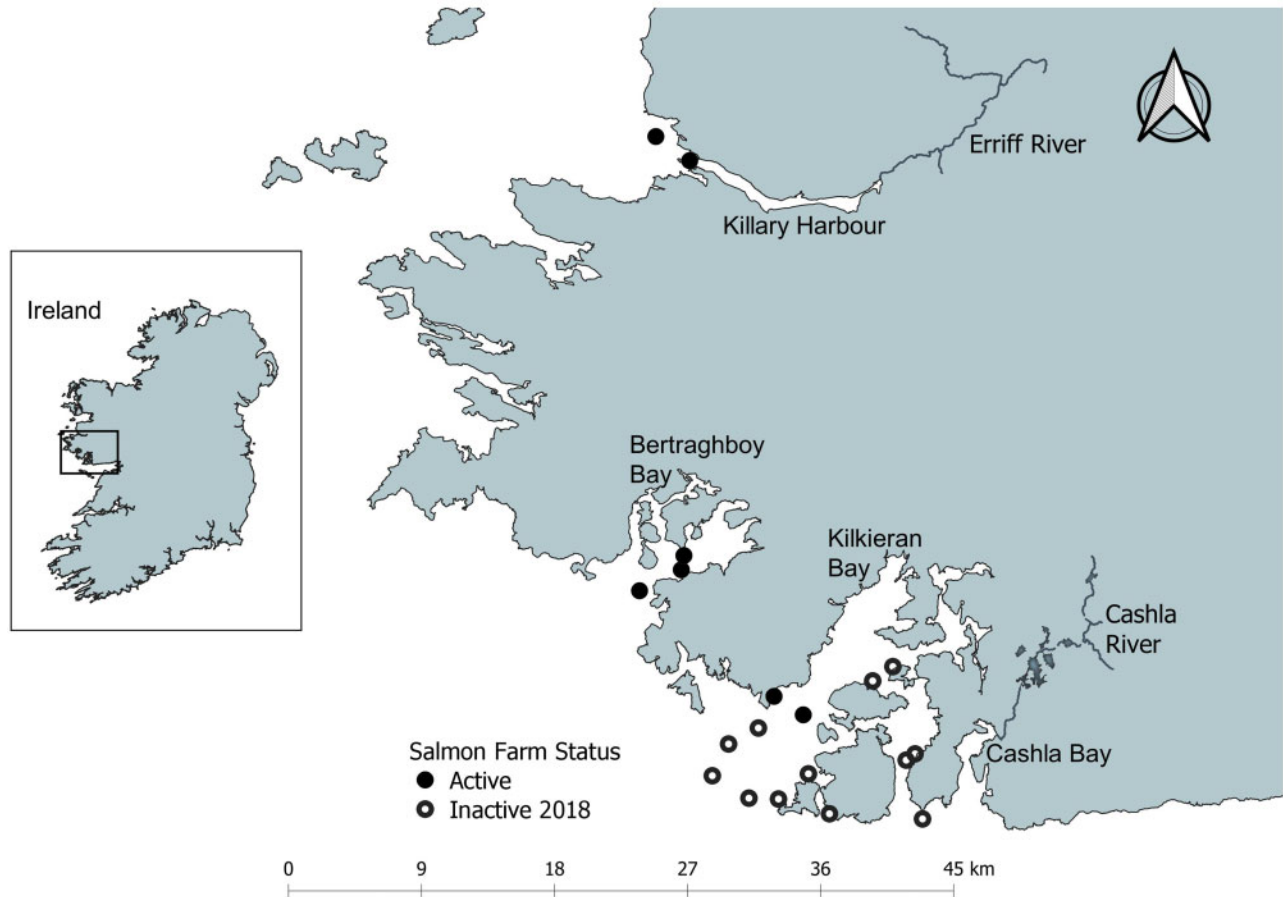 Erriff River
Killary Harbour
Ireland
Bertraghboy
Bay
Kilkieran
Bay
Cashla
River
Cashla Bay
Salmon Farm Status
Active
Inactive 2018
0 9 18 27 36 45 km